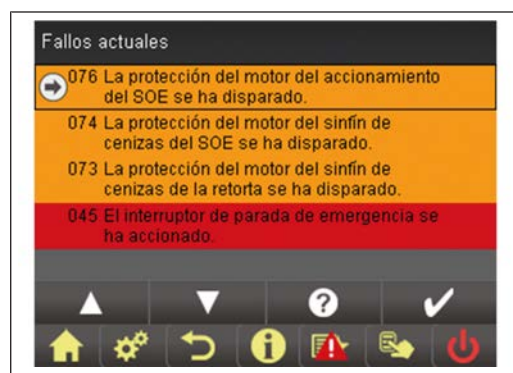 Fallos actuales
076 La protección del motor del accionamiento
del SOE se ha disparado.
074 La protección del motor del sinfín de
cenizas del SOE se ha disparado.
073 La protección del motor del sinfín de
cenizas de la retorta se ha disparado.
045 El interruptor de parada de emergencia se
ha accionado.